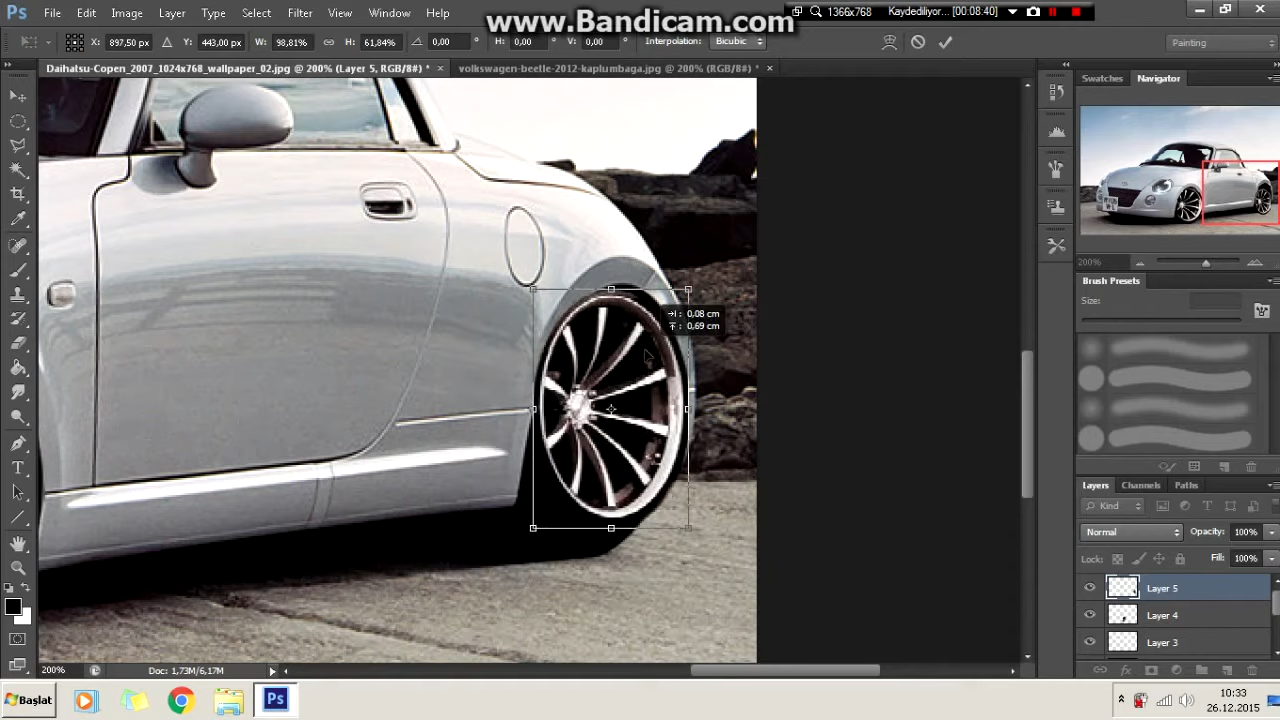 www.Bandicam.com
1366x768 Kaydediliyor... [00:08:40]
Ps File Edit Image Layer Type Select Filter View Window Help
X: 897,50 px Y: 443,00 px W: 98,91% H: 61,84% 0,00 ° H: 0,00 ° V: 0,00 ° Interpolation: Bicubic Painting
Daihatsu-Copen_2007_1024x768_wallpaper_02.jpg @ 200% (Layer 5, RGB/8#) * × volkswagen-beetle-2012-kaplumbaga.jpg @ 200% (RGB/8#) * ×
Swatches Navigator
200%
Brush Presets
Size:
: 0,08 cm
: 0,69 cm
Layers Channels Paths
Kind
Normal Opacity: 100%
Lock: Fill: 100%
Layer 5
Layer 4
Layer 3
200% Doc: 1,73M/6,17M
Başlat Ps 10:33
26.12.2015